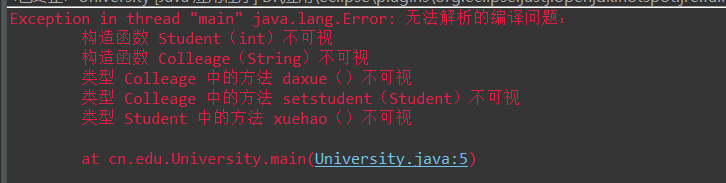 Exception in thread "main" java.lang.Error: 无法解析的编译问题：
构造函数 Student（int）不可视
构造函数 Colleage（String）不可视
类型 Colleage 中的方法 daxue（）不可视
类型 Colleage 中的方法 setstudent（Student）不可视
类型 Student 中的方法 xuehao（）不可视
at cn.edu.University.main(University.java:5)